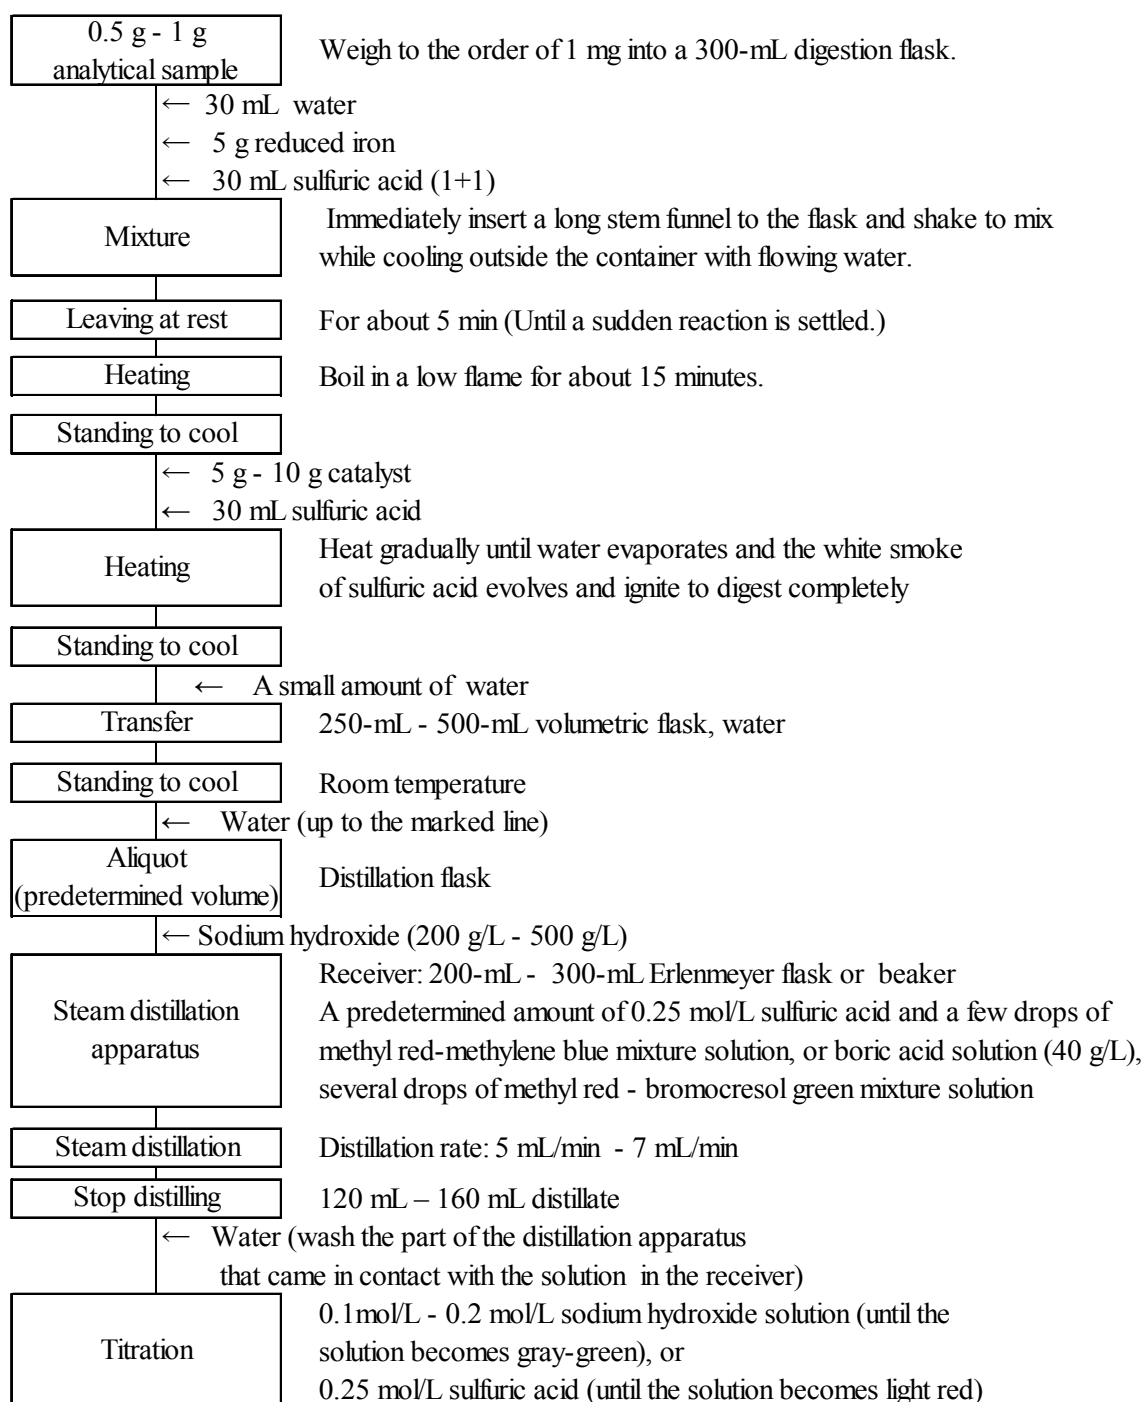 0.5 g - 1 g
analytical sample
Weigh to the order of 1 mg into a 300-mL digestion flask.
← 30 mL water
← 5 g reduced iron
← 30 mL sulfuric acid (1+1)
Mixture
Immediately insert a long stem funnel to the flask and shake to mix
while cooling outside the container with flowing water.
Leaving at rest
For about 5 min (Until a sudden reaction is settled.)
Heating
Boil in a low flame for about 15 minutes.
Standing to cool
← 5 g - 10 g catalyst
← 30 mL sulfuric acid
Heating
Heat gradually until water evaporates and the white smoke
of sulfuric acid evolves and ignite to digest completely
Standing to cool
← A small amount of water
Transfer
250-mL - 500-mL volumetric flask, water
Standing to cool
Room temperature
← Water (up to the marked line)
Aliquot
(predetermined volume)
Distillation flask
← Sodium hydroxide (200 g/L - 500 g/L)
Steam distillation
apparatus
Receiver: 200-mL - 300-mL Erlenmeyer flask or beaker
A predetermined amount of 0.25 mol/L sulfuric acid and a few drops of
methyl red-methylene blue mixture solution, or boric acid solution (40 g/L),
several drops of methyl red - bromocresol green mixture solution
Steam distillation
Distillation rate: 5 mL/min - 7 mL/min
Stop distilling
120 mL – 160 mL distillate
← Water (wash the part of the distillation apparatus
that came in contact with the solution in the receiver)
Titration
0.1mol/L - 0.2 mol/L sodium hydroxide solution (until the
solution becomes gray-green), or
0.25 mol/L sulfuric acid (until the solution becomes light red)